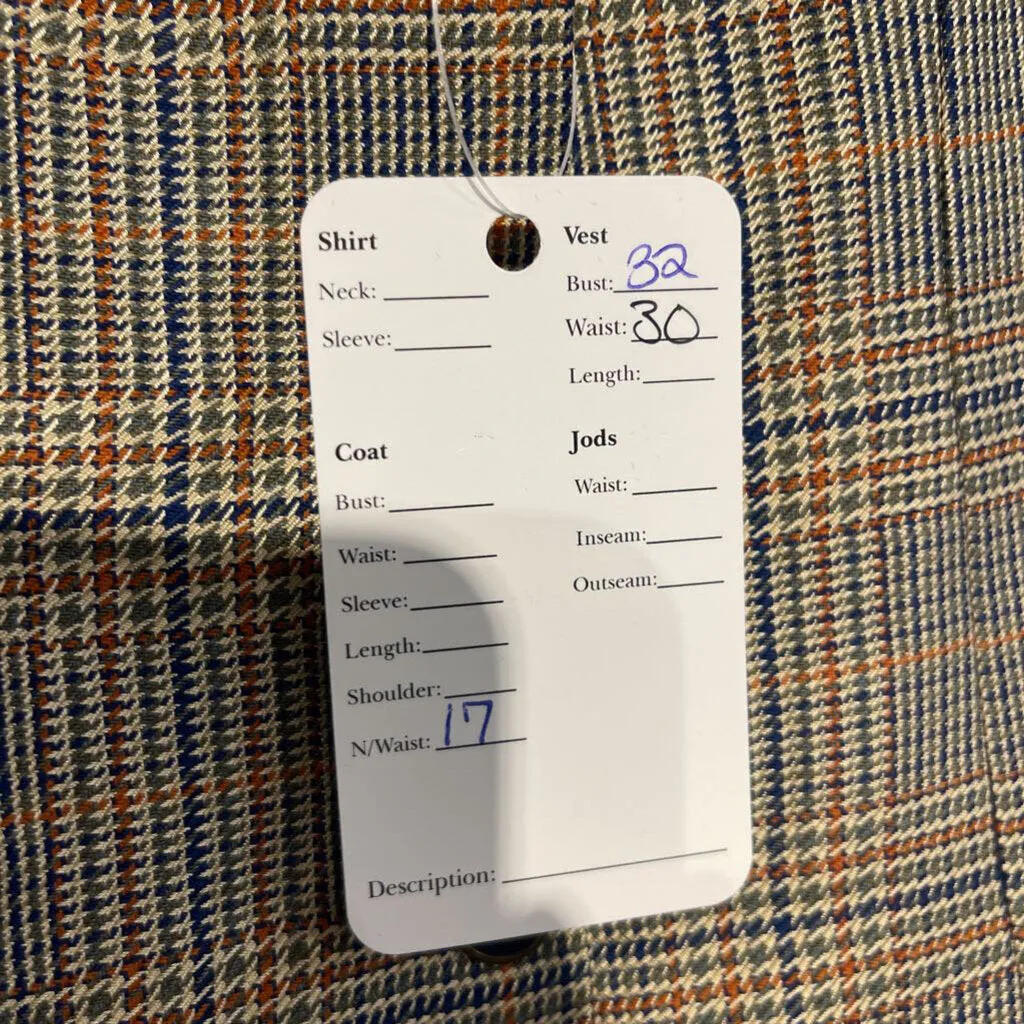 Shirt
Neck:
Sleeve:
Vest
Bust: 32
Waist: 30
Length:
Coat
Bust:
Waist:
Sleeve:
Length:
Shoulder:
N/Waist: 17
Jods
Waist:
Inseam:
Outseam:
Description: